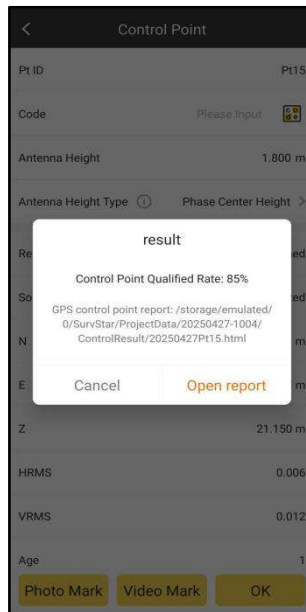 Control Point
Pt ID Pt15
Code Please Input
Antenna Height 1.800 m
Antenna Height Type Phase Center Height
result
Control Point Qualified Rate: 85%
GPS control point report: /storage/emulated/
0/SurvStar/ProjectData/20250427-1004/
ControlResult/20250427Pt15.html
N m
E m
Cancel Open report
Z 21.150 m
HRMS 0.006
VRMS 0.012
Age 1
Photo Mark Video Mark OK